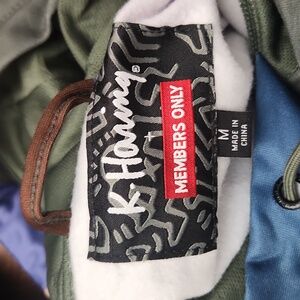 K. Haring
MEMBERS ONLY
M
MADE IN
CHINA